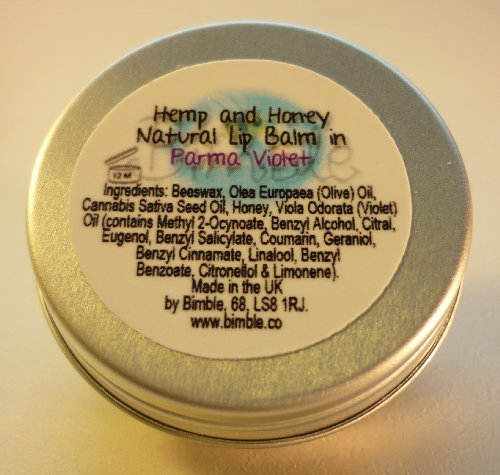 Hemp and Honey
Natural Lip Balm in
Parma Violet
12 M
Ingredients: Beeswax, Olea Europaea (Olive) Oil,
Cannabis Sativa Seed Oil, Honey, Viola Odorata (Violet)
Oil (contains Methyl 2-Ocynoate, Benzyl Alcohol, Citral,
Eugenol, Benzyl Salicylate, Coumarin, Geraniol,
Benzyl Cinnamate, Linalool, Benzyl
Benzoate, Citronellol & Limonene).
Made in the UK
by Bimble, 68, LS8 1RJ.
www.bimble.co